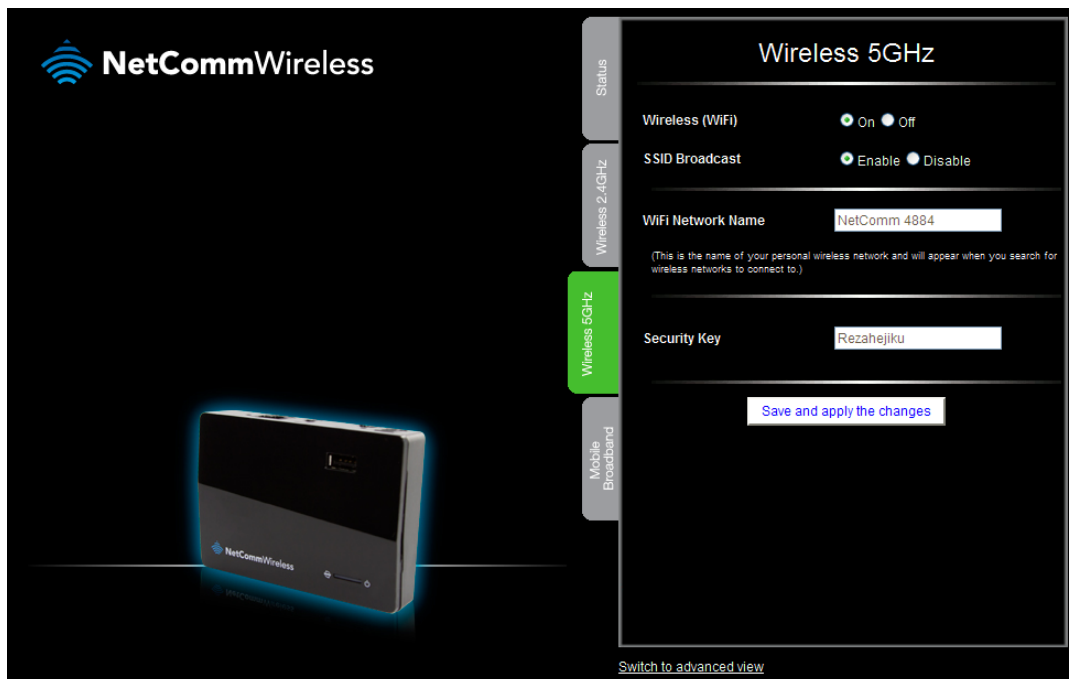 NetCommWireless
Status
Wireless 2.4GHz
Wireless 5GHz
Mobile
Broadband
Wireless 5GHz
Wireless (WiFi) On Off
SSID Broadcast Enable Disable
WiFi Network Name NetComm 4884
(This is the name of your personal wireless network and will appear when you search for
wireless networks to connect to.)
Security Key Rezahejiku
Save and apply the changes
NetCommWireless
Switch to advanced view